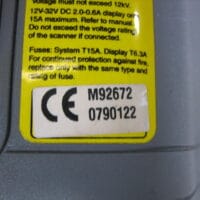 voltage must not exceed 12kV.
12V-32V DC 2.0-0.6A display only
15A maximum. Refer to manual.
Do not exceed the voltage rating
of the scanner if connected.
Fuses: System T15A. Display T6.3A
For continued protection against fire,
replace only with the same type and
rating of fuse.
CE M92672
0790122